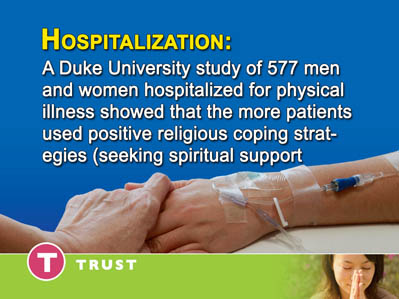 HOSPITALIZATION:
A Duke University study of 577 men
and women hospitalized for physical
illness showed that the more patients
used positive religious coping strat-
egies (seeking spiritual support
T TRUST